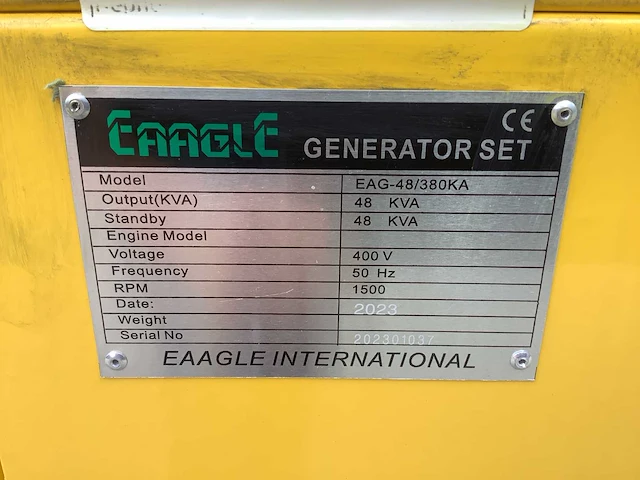 CE
EAAGLE GENERATOR SET
Model EAG-48/380KA
Output(KVA) 48 KVA
Standby 48 KVA
Engine Model
Voltage 400 V
Frequency 50 Hz
RPM 1500
Date: 2023
Weight
Serial No 202301037
EAAGLE INTERNATIONAL